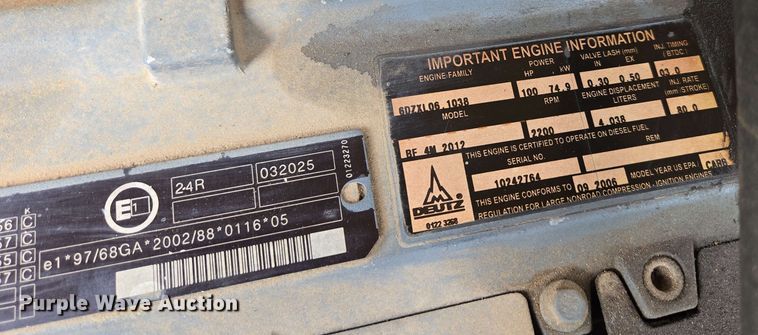 IMPORTANT ENGINE INFORMATION
ENGINE-FAMILY
POWER
HP kW
VALVE LASH (mm)
IN EX
INJ. TIMING
(BTDC)
6DZXL06.1038
100 74.9
0.30 0.50
MODEL
RPM
ENGINE DISPLACEMENT
LITERS
INJ. RATE
(mm³/STROKE)
BF 4M 2012
2200
4.038
80.0
THIS ENGINE IS CERTIFIED TO OPERATE ON DIESEL FUEL
SERIAL NO.
REM
10242764
THIS ENGINE CONFORMS TO 09.2006 MODEL YEAR US EPA / CARB
REGULATION FOR LARGE NONROAD COMPRESSION - IGNITION ENGINES
DEUTZ
0122 3268
E1
24R
032025
01223270
K
56 C
57 C
55 C
57 C
e1*97/68GA*2002/88*0116*05
Purple Wave Auction